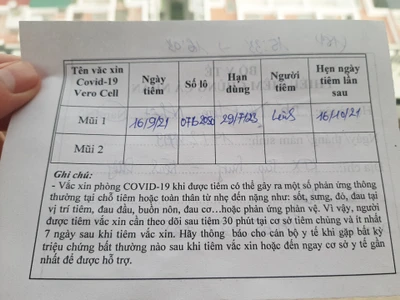 Tên vắc xin Covid-19 Vero Cell | Ngày tiêm | Số lô | Hạn dùng | Người tiêm | Hẹn ngày tiêm lần sau
Mũi 1 | 16/9/21 | 29/7/23 | 16/10/21
Mũi 2
Ghi chú:
- Vắc xin phòng COVID-19 khi được tiêm có thể gây ra một số phản ứng thông
thường tại chỗ tiêm hoặc toàn thân từ nhẹ đến nặng như: sốt, sưng, đỏ, đau tại
vị trí tiêm, đau đầu, buồn nôn, đau cơ...hoặc phản ứng phản vệ. Vì vậy, người
được tiêm vắc xin cần theo dõi sau tiêm 30 phút tại cơ sở tiêm chủng và ít nhất
7 ngày sau khi tiêm vắc xin. Hãy thông báo cho cán bộ y tế khi gặp bất kỳ
triệu chứng bất thường nào sau khi tiêm vắc xin hoặc đến ngay cơ sở y tế gần
nhất để được hỗ trợ.